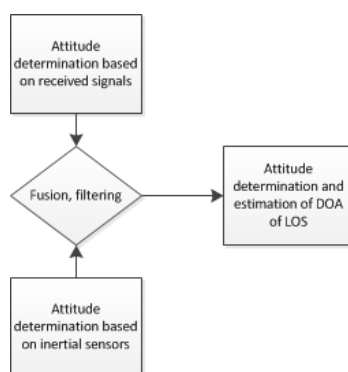 Attitude
determination based
on received signals
Fusion, filtering
Attitude
determination and
estimation of DOA
of LOS
Attitude
determination based
on inertial sensors